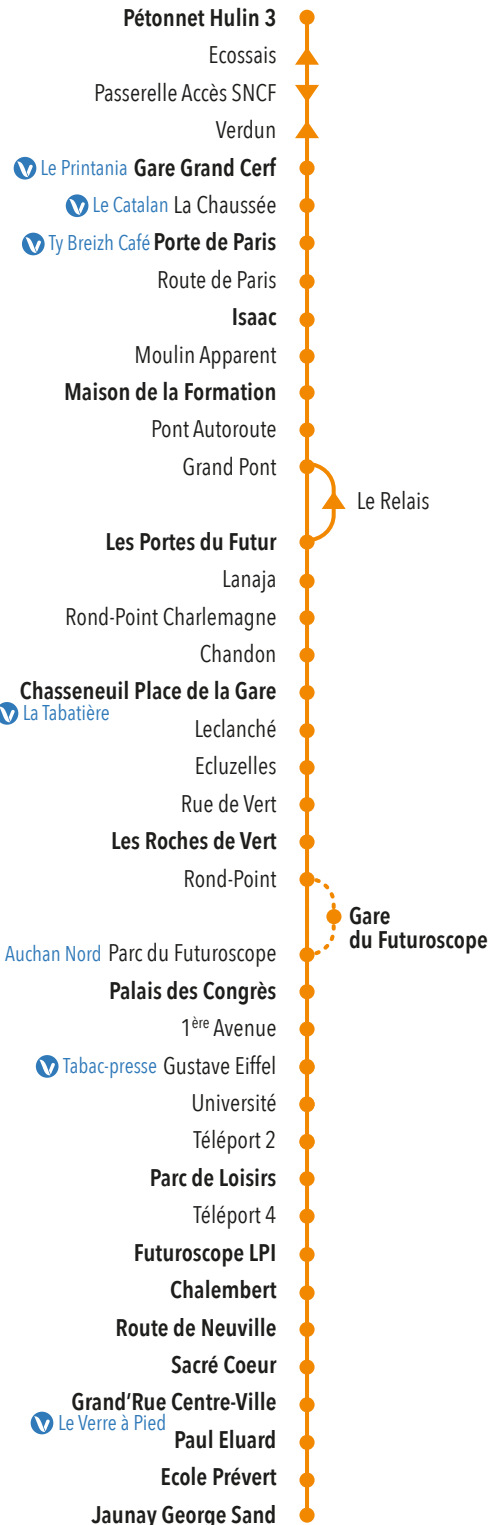 Pétonnet Hulin 3
Ecossais
Passerelle Accès SNCF
Verdun
Le Printania Gare Grand Cerf
Le Catalan La Chaussée
Ty Breizh Café Porte de Paris
Route de Paris
Isaac
Moulin Apparent
Maison de la Formation
Pont Autoroute
Grand Pont
Le Relais
Les Portes du Futur
Lanaja
Rond-Point Charlemagne
Chandon
Chasseneuil Place de la Gare
La Tabatière
Leclanché
Ecluzelles
Rue de Vert
Les Roches de Vert
Rond-Point
Gare
du Futuroscope
Auchan Nord Parc du Futuroscope
Palais des Congrès
1ère Avenue
Tabac-presse Gustave Eiffel
Université
Téléport 2
Parc de Loisirs
Téléport 4
Futuroscope LPI
Chalembert
Route de Neuville
Sacré Coeur
Grand'Rue Centre-Ville
Le Verre à Pied
Paul Eluard
Ecole Prévert
Jaunay George Sand